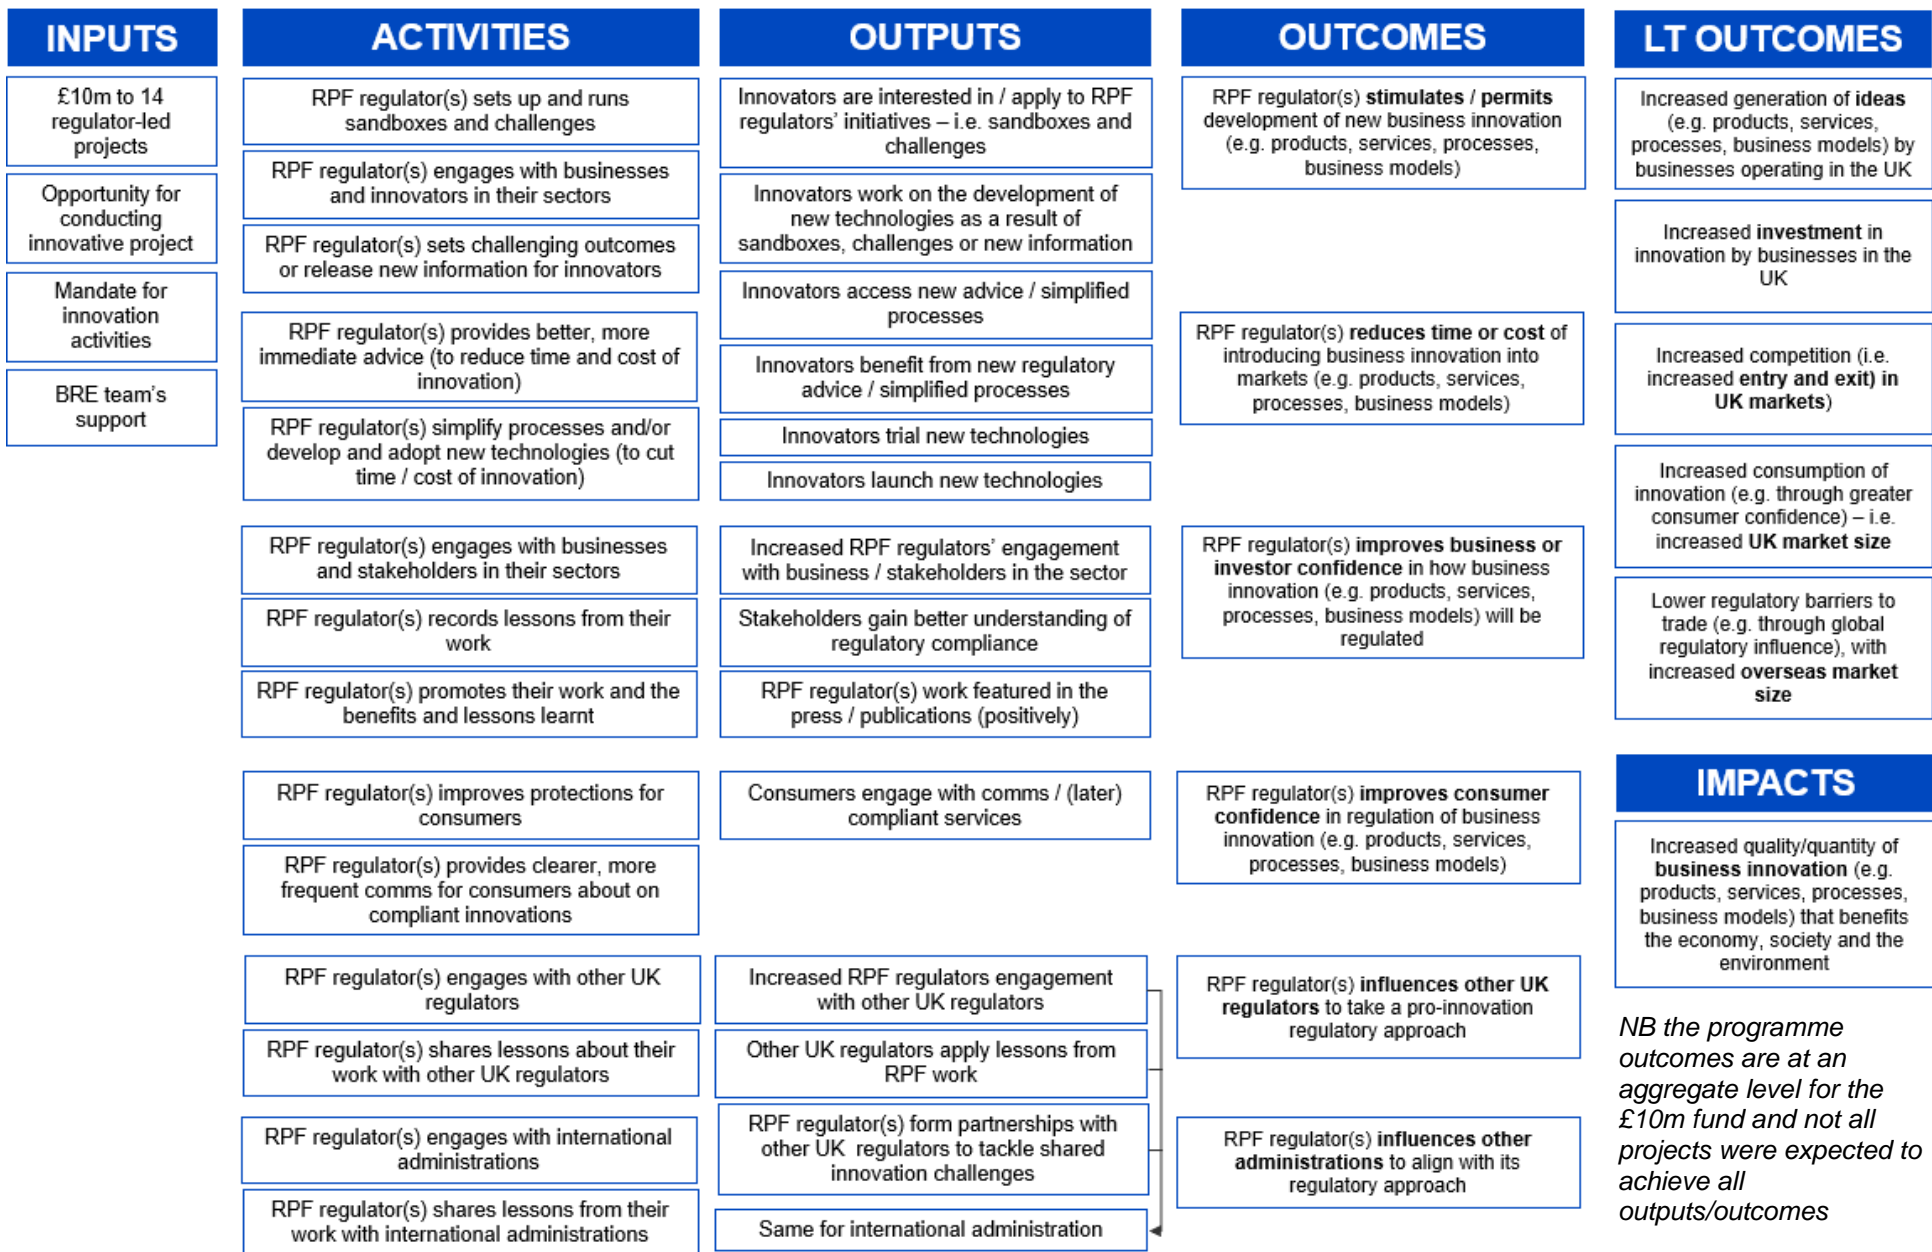 INPUTS
£10m to 14
regulator-led
projects
Opportunity for
conducting
innovative project
Mandate for
innovation
activities
BRE team's
support
ACTIVITIES
RPF regulator(s) sets up and runs
sandboxes and challenges
RPF regulator(s) engages with businesses
and innovators in their sectors
RPF regulator(s) sets challenging outcomes
or release new information for innovators
RPF regulator(s) provides better, more
immediate advice (to reduce time and cost of
innovation)
RPF regulator(s) simplify processes and/or
develop and adopt new technologies (to cut
time / cost of innovation)
RPF regulator(s) engages with businesses
and stakeholders in their sectors
RPF regulator(s) records lessons from their
work
RPF regulator(s) promotes their work and the
benefits and lessons learnt
RPF regulator(s) improves protections for
consumers
RPF regulator(s) provides clearer, more
frequent comms for consumers about on
compliant innovations
RPF regulator(s) engages with other UK
regulators
RPF regulator(s) shares lessons about their
work with other UK regulators
RPF regulator(s) engages with international
administrations
RPF regulator(s) shares lessons from their
work with international administrations
OUTPUTS
Innovators are interested in / apply to RPF
regulators' initiatives – i.e. sandboxes and
challenges
Innovators work on the development of
new technologies as a result of
sandboxes, challenges or new information
Innovators access new advice / simplified
processes
Innovators benefit from new regulatory
advice / simplified processes
Innovators trial new technologies
Innovators launch new technologies
Increased RPF regulators' engagement
with business / stakeholders in the sector
Stakeholders gain better understanding of
regulatory compliance
RPF regulator(s) work featured in the
press / publications (positively)
Consumers engage with comms / (later)
compliant services
Increased RPF regulators engagement
with other UK regulators
Other UK regulators apply lessons from
RPF work
RPF regulator(s) form partnerships with
other UK regulators to tackle shared
innovation challenges
Same for international administration
OUTCOMES
RPF regulator(s) stimulates / permits
development of new business innovation
(e.g. products, services, processes,
business models)
RPF regulator(s) reduces time or cost of
introducing business innovation into
markets (e.g. products, services,
processes, business models)
RPF regulator(s) improves business or
investor confidence in how business
innovation (e.g. products, services,
processes, business models) will be
regulated
RPF regulator(s) improves consumer
confidence in regulation of business
innovation (e.g. products, services,
processes, business models)
RPF regulator(s) influences other UK
regulators to take a pro-innovation
regulatory approach
RPF regulator(s) influences other
administrations to align with its
regulatory approach
LT OUTCOMES
Increased generation of ideas
(e.g. products, services,
processes, business models) by
businesses operating in the UK
Increased investment in
innovation by businesses in the
UK
Increased competition (i.e.
increased entry and exit) in
UK markets)
Increased consumption of
innovation (e.g. through greater
consumer confidence) – i.e.
increased UK market size
Lower regulatory barriers to
trade (e.g. through global
regulatory influence), with
increased overseas market
size
IMPACTS
Increased quality/quantity of
business innovation (e.g.
products, services, processes,
business models) that benefits
the economy, society and the
environment
NB the programme
outcomes are at an
aggregate level for the
£10m fund and not all
projects were expected to
achieve all
outputs/outcomes